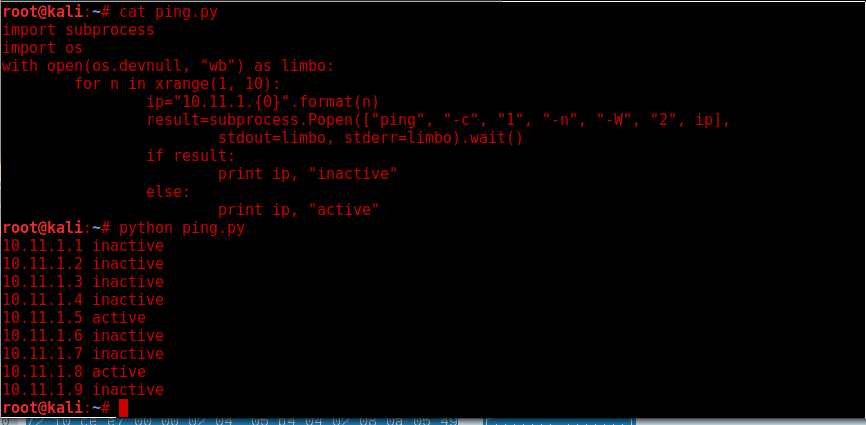 root@kali:~# cat ping.py
import subprocess
import os
with open(os.devnull, "wb") as limbo:
        for n in xrange(1, 10):
                ip="10.11.1.{0}".format(n)
                result=subprocess.Popen(["ping", "-c", "1", "-n", "-W", "2", ip],
                        stdout=limbo, stderr=limbo).wait()
                if result:
                        print ip, "inactive"
                else:
                        print ip, "active"
root@kali:~# python ping.py
10.11.1.1 inactive
10.11.1.2 inactive
10.11.1.3 inactive
10.11.1.4 inactive
10.11.1.5 active
10.11.1.6 inactive
10.11.1.7 inactive
10.11.1.8 active
10.11.1.9 inactive
root@kali:~#